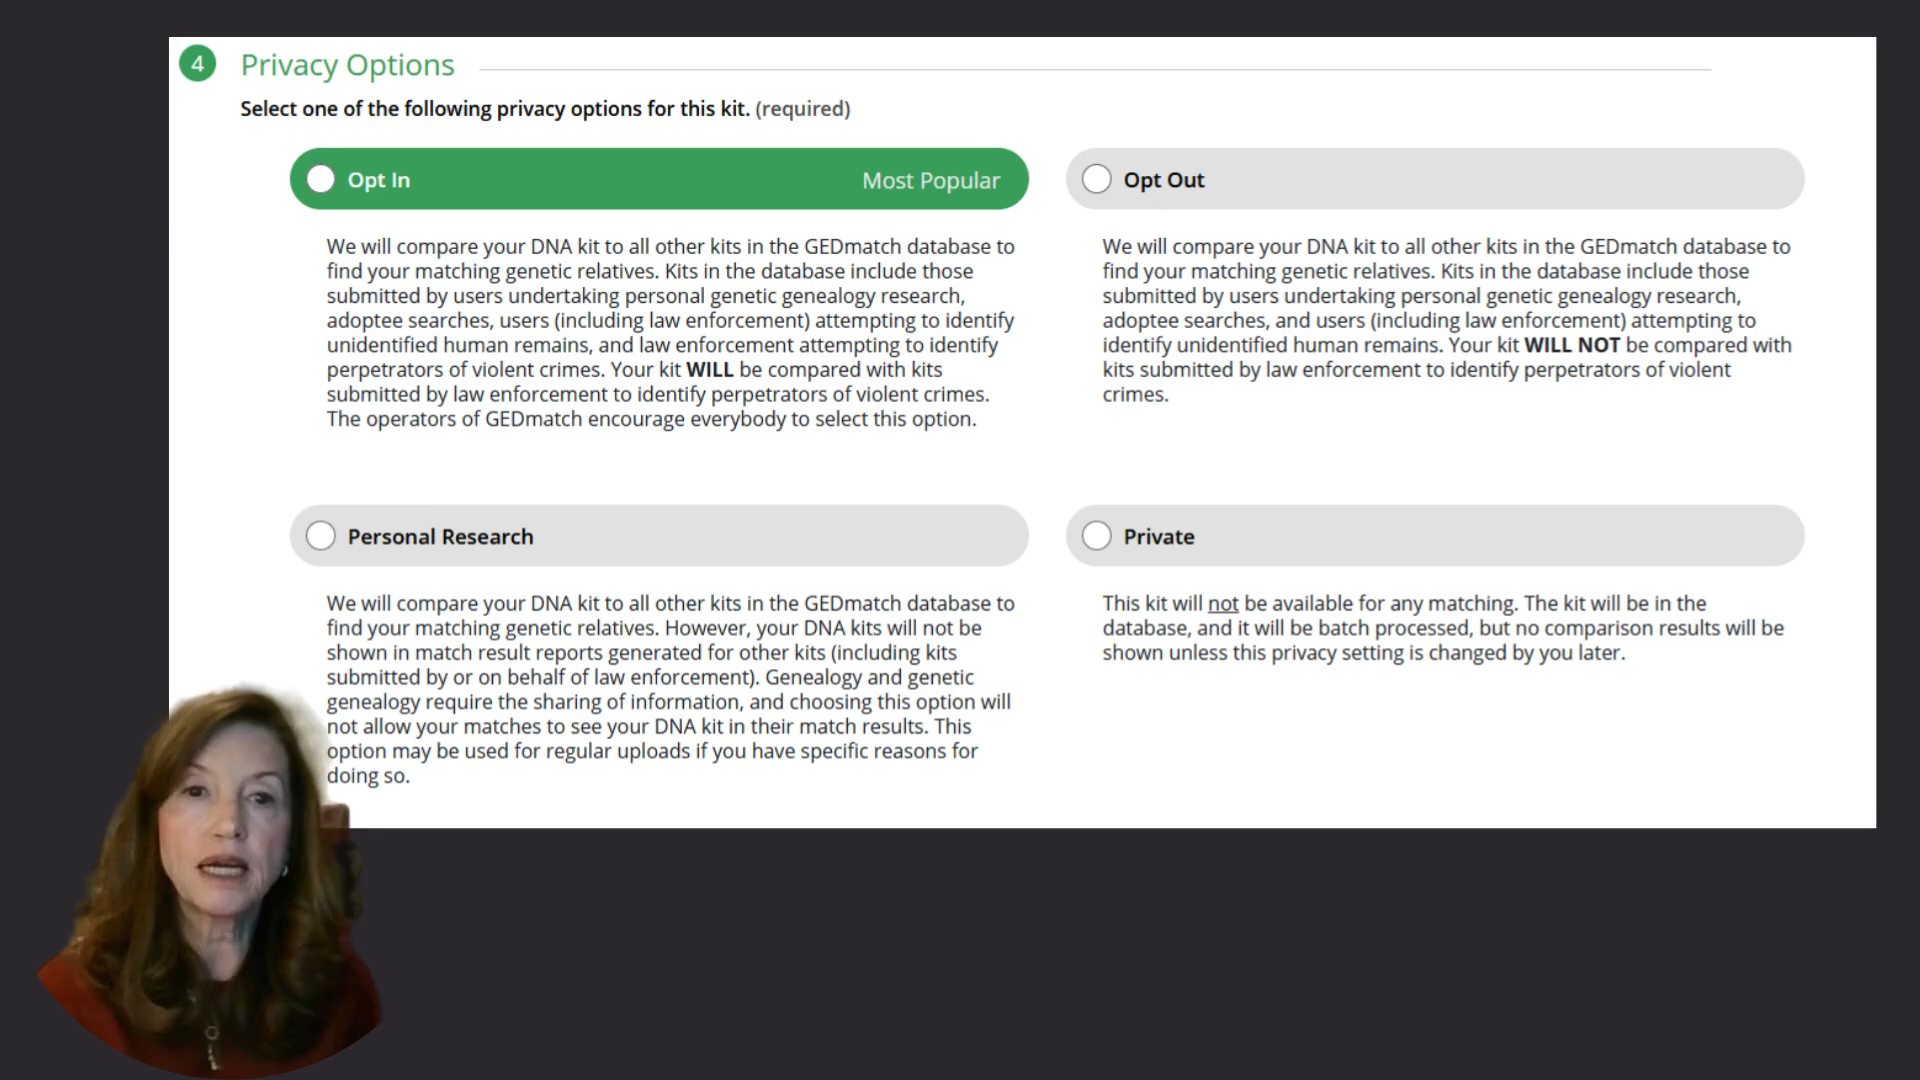 4 Privacy Options
Select one of the following privacy options for this kit. (required)
Opt In Most Popular
We will compare your DNA kit to all other kits in the GEDmatch database to
find your matching genetic relatives. Kits in the database include those
submitted by users undertaking personal genetic genealogy research,
adoptee searches, users (including law enforcement) attempting to identify
unidentified human remains, and law enforcement attempting to identify
perpetrators of violent crimes. Your kit WILL be compared with kits
submitted by law enforcement to identify perpetrators of violent crimes.
The operators of GEDmatch encourage everybody to select this option.
Opt Out
We will compare your DNA kit to all other kits in the GEDmatch database to
find your matching genetic relatives. Kits in the database include those
submitted by users undertaking personal genetic genealogy research,
adoptee searches, and users (including law enforcement) attempting to
identify unidentified human remains. Your kit WILL NOT be compared with
kits submitted by law enforcement to identify perpetrators of violent
crimes.
Personal Research
We will compare your DNA kit to all other kits in the GEDmatch database to
find your matching genetic relatives. However, your DNA kits will not be
shown in match result reports generated for other kits (including kits
submitted by or on behalf of law enforcement). Genealogy and genetic
genealogy require the sharing of information, and choosing this option will
not allow your matches to see your DNA kit in their match results. This
option may be used for regular uploads if you have specific reasons for
doing so.
Private
This kit will not be available for any matching. The kit will be in the
database, and it will be batch processed, but no comparison results will be
shown unless this privacy setting is changed by you later.